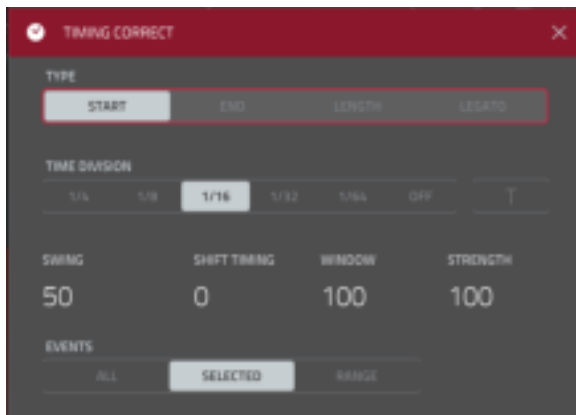 TIMING CORRECT
TYPE
START END LENGTH LEGATO
TIME DIVISION
1/4 1/8 1/16 1/32 1/64 OFF T
SWING SHIFT TIMING WINDOW STRENGTH
50 0 100 100
EVENTS
ALL SELECTED RANGE